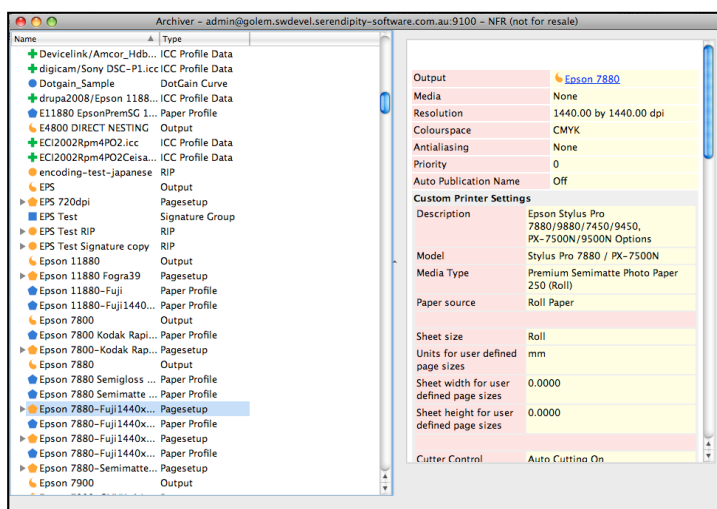 Archiver - admin@golem.swdevel.serendipity-software.com.au:9100 - NFR (not for resale)
Name Type
Devicelink/Amcor_Hdb... ICC Profile Data
digicam/Sony DSC-P1.icc ICC Profile Data
Dotgain_Sample DotGain Curve
drupa2008/Epson 1188... ICC Profile Data
E11880 EpsonPremSG 1... Paper Profile
E4800 DIRECT NESTING Output
ECI2002Rpm4PO2.icc ICC Profile Data
ECI2002Rpm4PO2Ceisa... ICC Profile Data
encoding-test-japanese RIP
EPS Output
EPS 720dpi Pagesetup
EPS Test Signature Group
EPS Test RIP RIP
EPS Test Signature copy RIP
Epson 11880 Output
Epson 11880 Fogra39 Pagesetup
Epson 11880-Fuji Paper Profile
Epson 11880-Fuji1440... Paper Profile
Epson 7800 Output
Epson 7800 Kodak Rapi... Paper Profile
Epson 7800-Kodak Rap... Pagesetup
Epson 7880 Output
Epson 7880 Semigloss ... Paper Profile
Epson 7880 Semimatte ... Paper Profile
Epson 7880-Fuji1440x... Pagesetup
Epson 7880-Fuji1440x... Paper Profile
Epson 7880-Fuji1440x... Pagesetup
Epson 7880-Fuji1440x... Paper Profile
Epson 7880-Semimatte... Pagesetup
Epson 7900 Output
Output Epson 7880
Media None
Resolution 1440.00 by 1440.00 dpi
Colourspace CMYK
Antialiasing None
Priority 0
Auto Publication Name Off
Custom Printer Settings
Description Epson Stylus Pro
7880/9880/7450/9450,
PX-7500N/9500N Options
Model Stylus Pro 7880 / PX-7500N
Media Type Premium Semimatte Photo Paper
250 (Roll)
Paper source Roll Paper
Sheet size Roll
Units for user defined mm
page sizes
Sheet width for user 0.0000
defined page sizes
Sheet height for user 0.0000
defined page sizes
Cutter Control Auto Cutting On